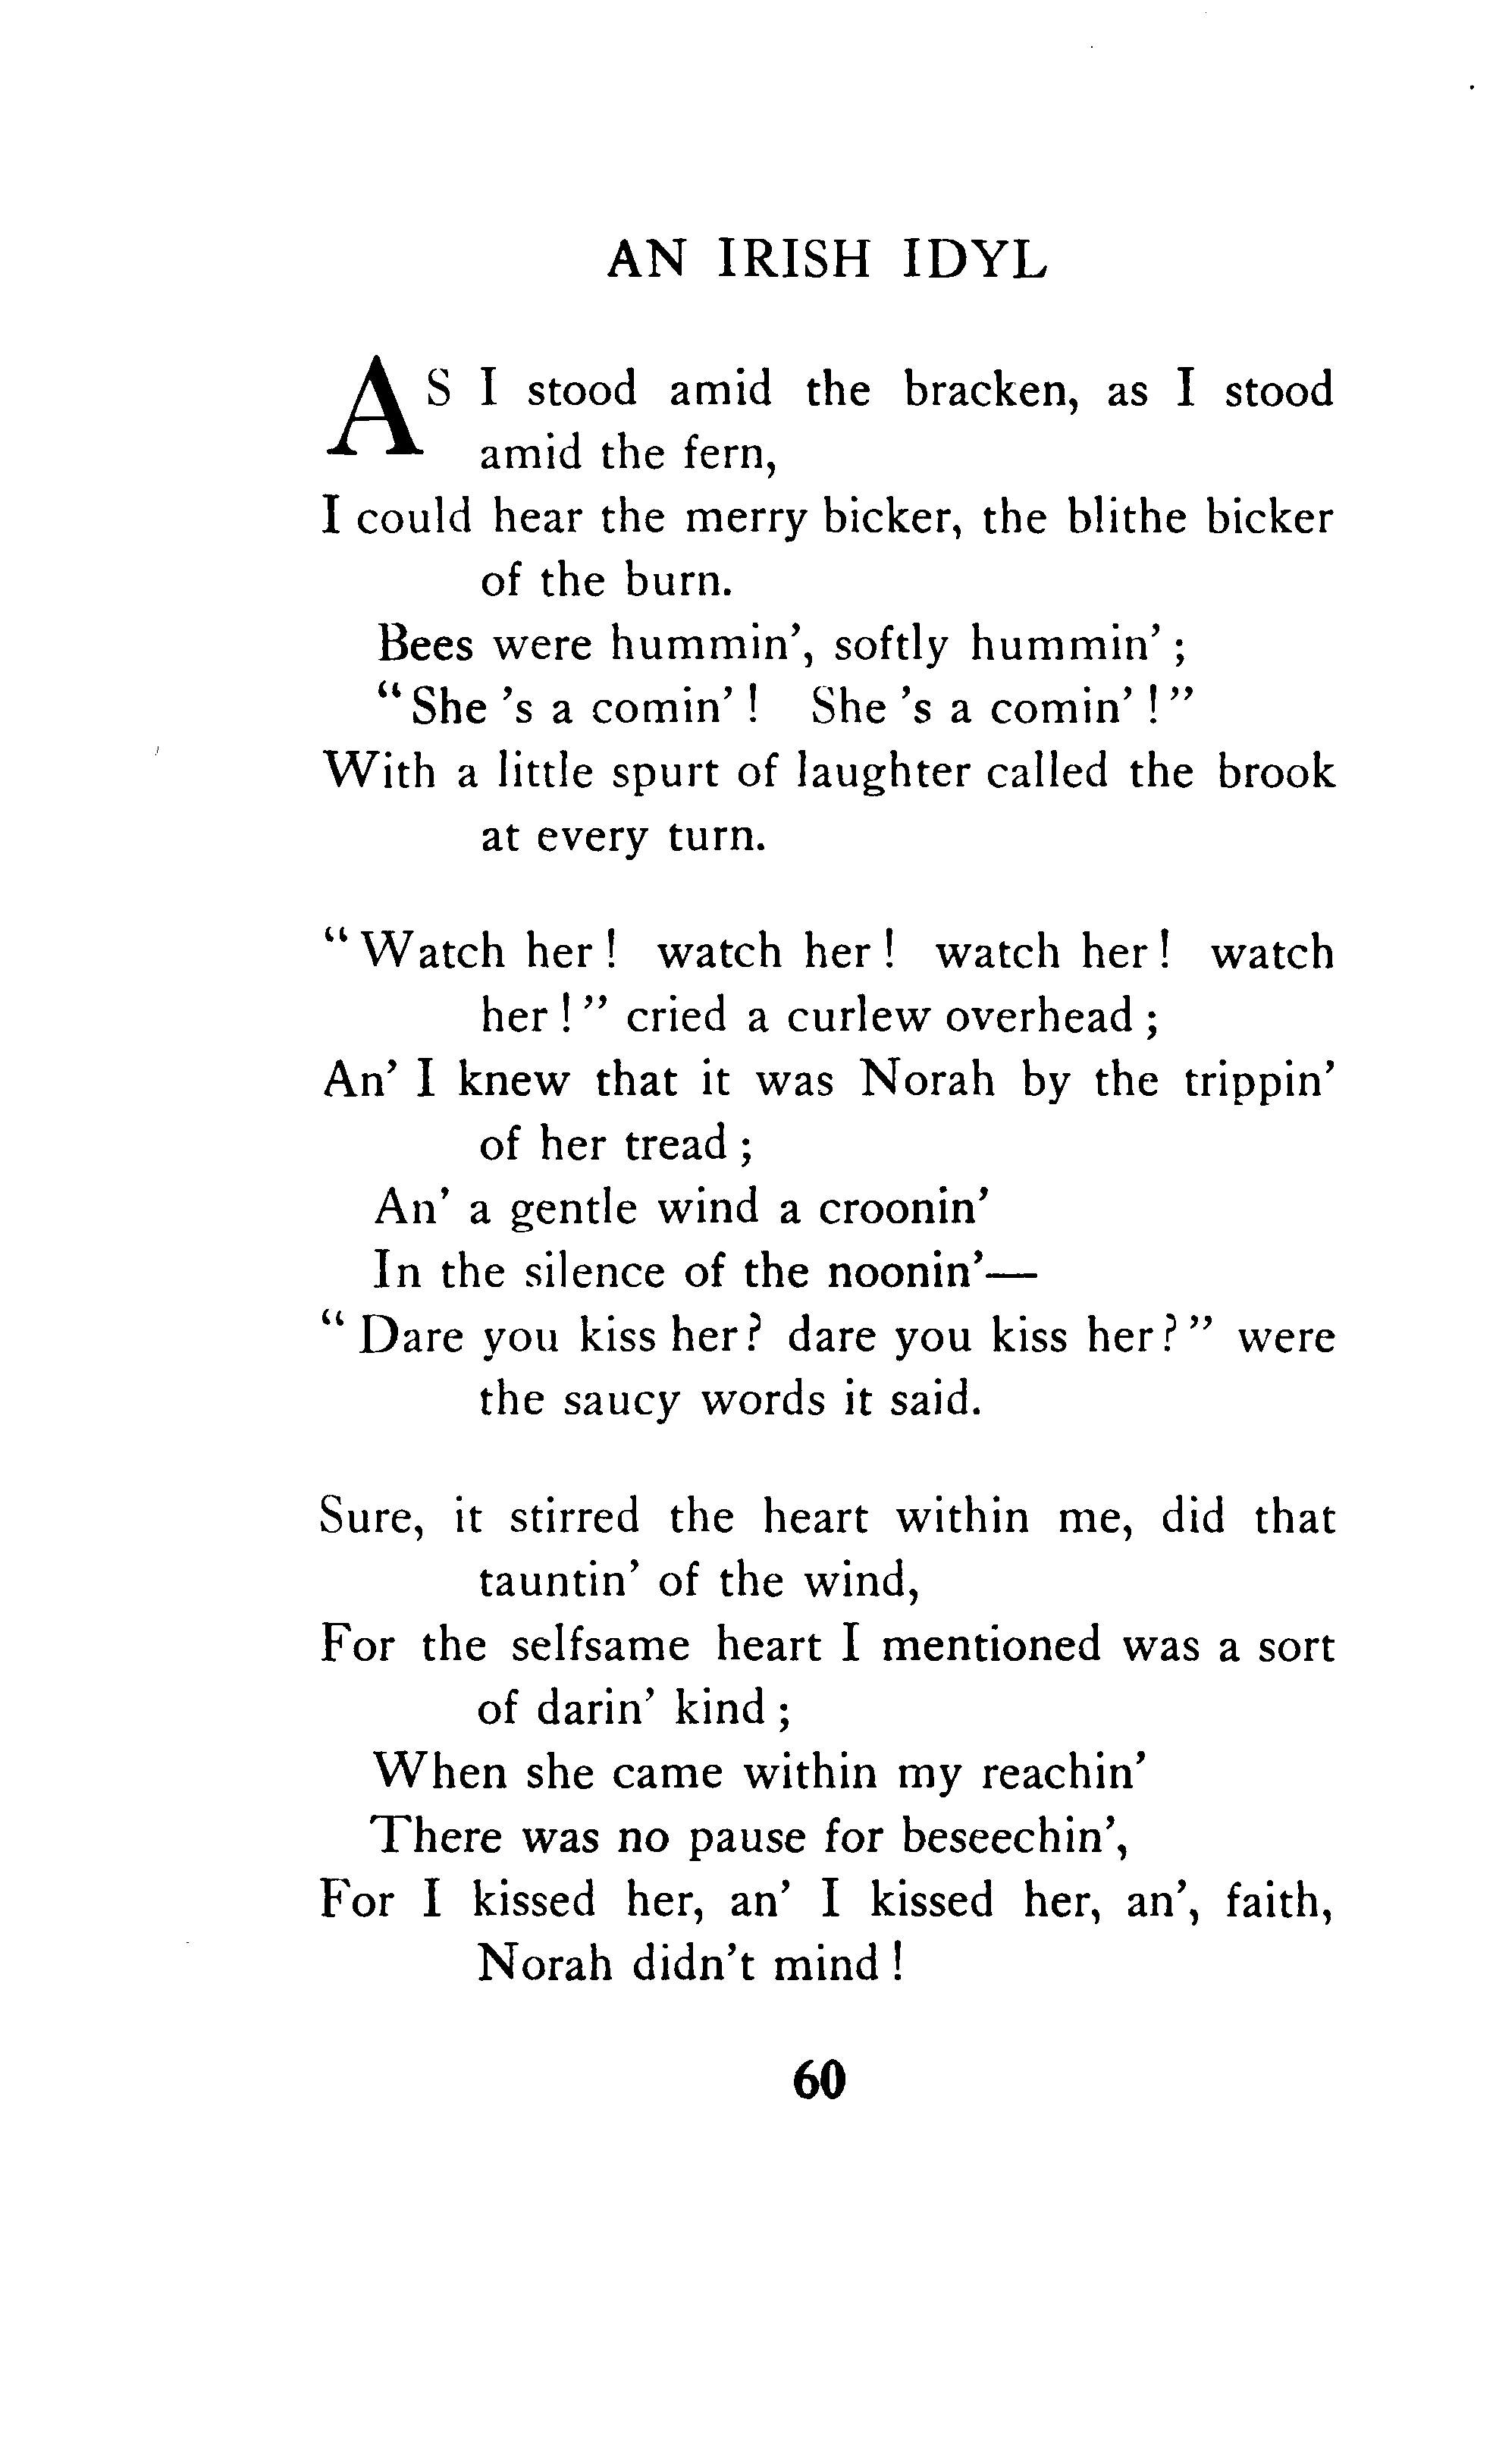 AN IRISH IDYL
AS I stood amid the bracken, as I stood
amid the fern,
I could hear the merry bicker, the blithe bicker
of the burn.
Bees were hummin', softly hummin' ;
“She 's a comin' ! She 's a comin' !”
With a little spurt of laughter called the brook
at every turn.
“Watch her ! watch her ! watch her ! watch
her !” cried a curlew overhead ;
An' I knew that it was Norah by the trippin'
of her tread ;
An' a gentle wind a croonin'
In the silence of the noonin'—
“Dare you kiss her? dare you kiss her?” were
the saucy words it said.
Sure, it stirred the heart within me, did that
tauntin' of the wind,
For the selfsame heart I mentioned was a sort
of darin' kind ;
When she came within my reachin'
There was no pause for beseechin',
For I kissed her, an' I kissed her, an', faith,
Norah didn't mind !
60